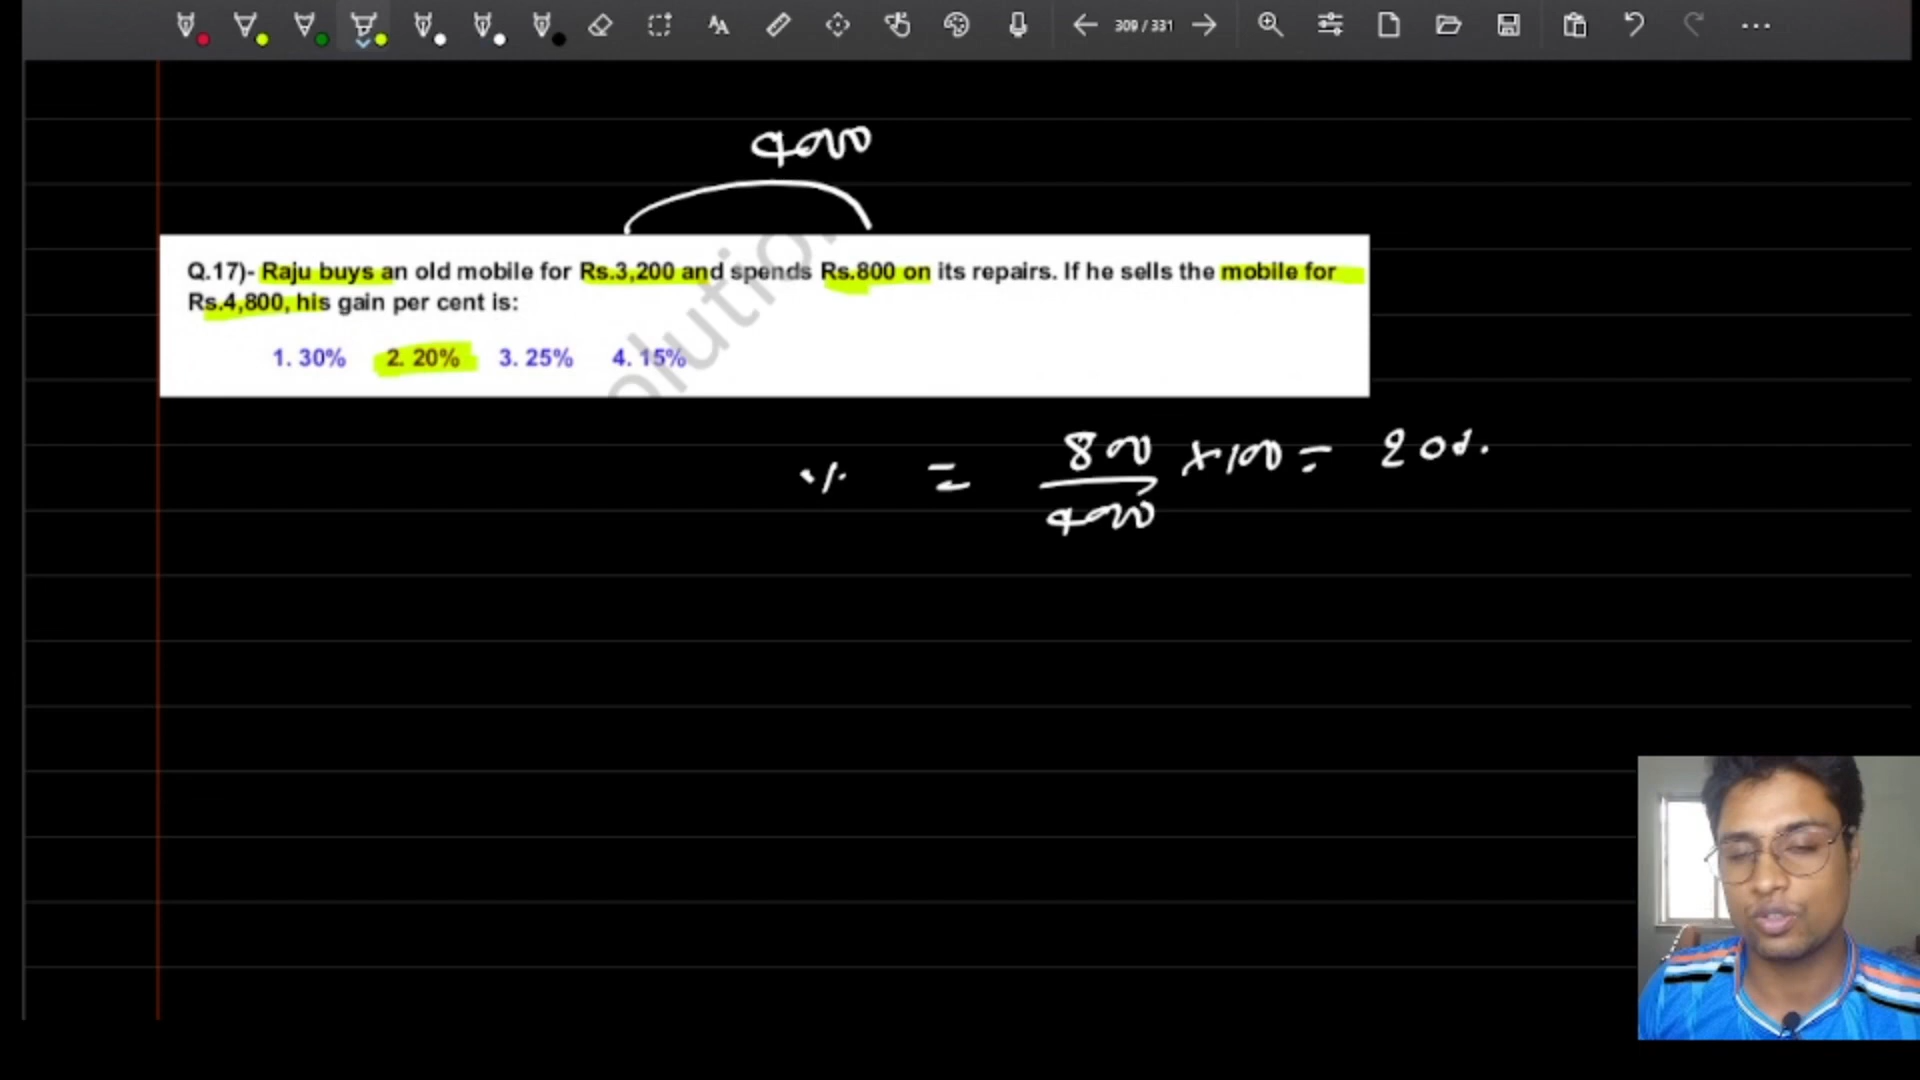 309 / 331
4000
Q.17)- Raju buys an old mobile for Rs.3,200 and spends Rs.800 on its repairs. If he sells the mobile for
Rs.4,800, his gain per cent is:
1. 30% 2. 20% 3. 25% 4. 15%
olution
% = 800/4000 ×100 = 20%